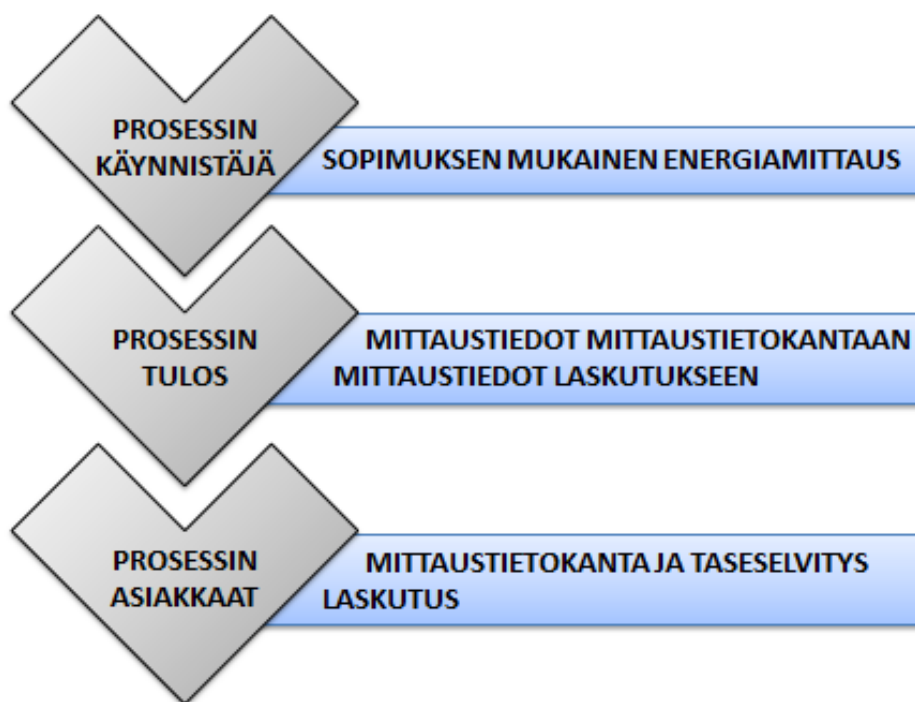 PROSESSIN
KÄYNNISTÄJÄ
SOPIMUKSEN MUKAINEN ENERGIAMITTAUS
PROSESSIN
TULOS
MITTAUSTIEDOT MITTAUSTIETOKANTAAN
MITTAUSTIEDOT LASKUTUKSEEN
PROSESSIN
ASIAKKAAT
MITTAUSTIETOKANTA JA TASESELVITYS
LASKUTUS